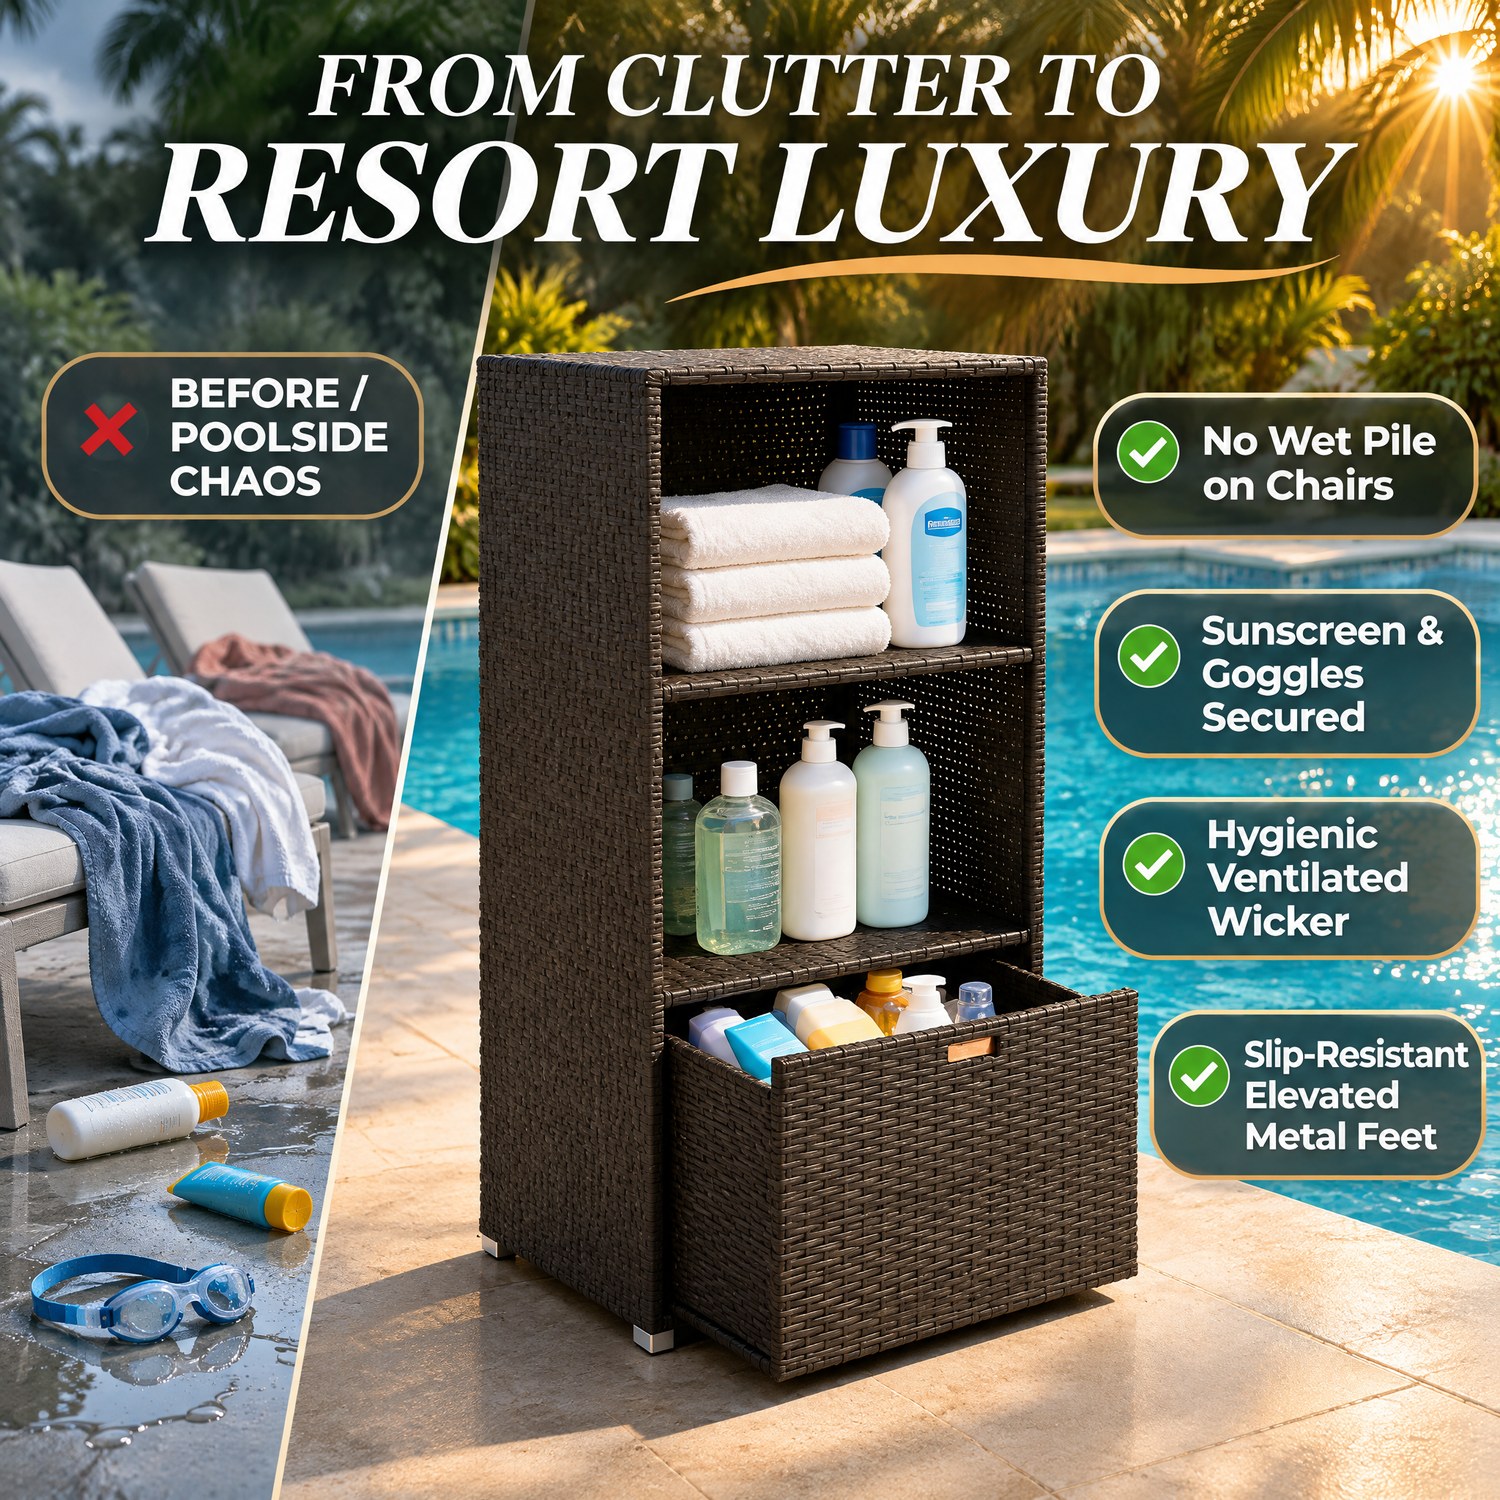 FROM CLUTTER TO
RESORT LUXURY
BEFORE /
POOLSIDE
CHAOS
No Wet Pile
on Chairs
Sunscreen &
Goggles
Secured
Hygienic
Ventilated
Wicker
Slip-Resistant
Elevated
Metal Feet